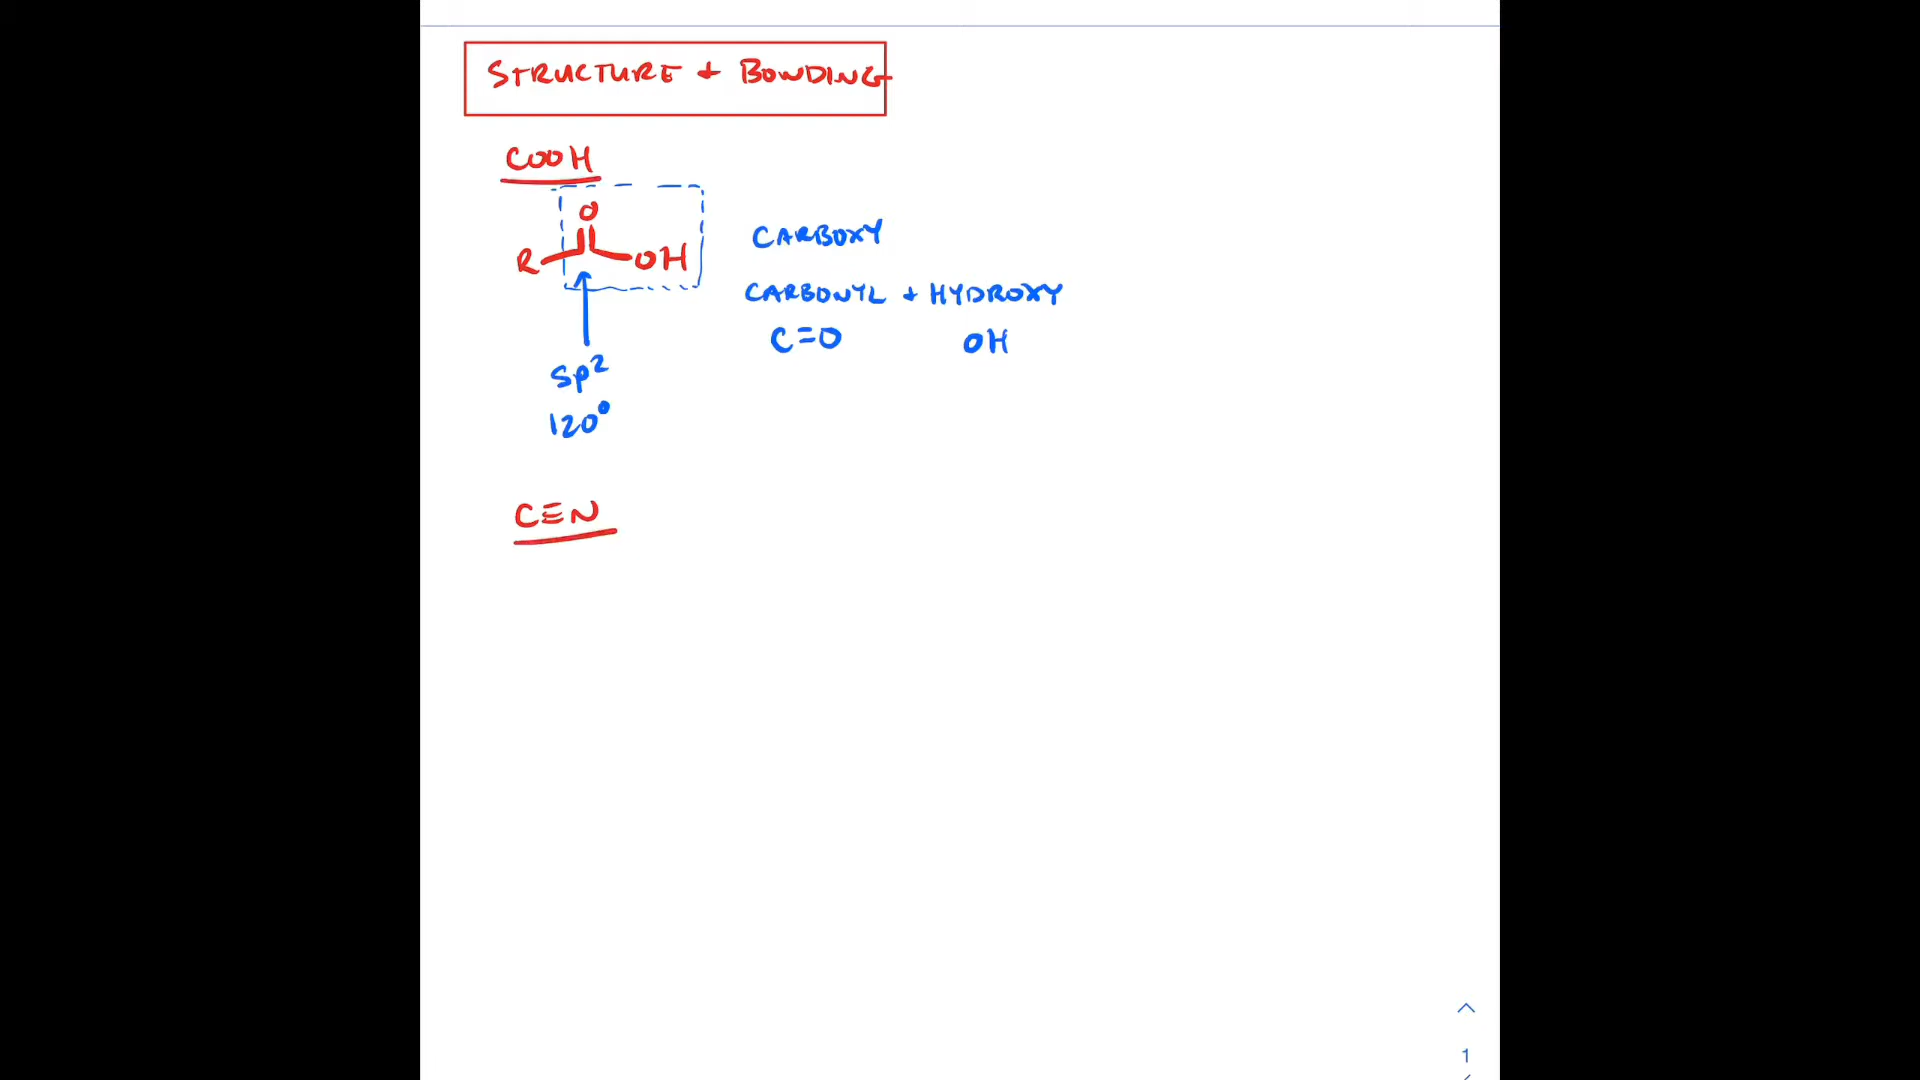 STRUCTURE + BONDING
COOH
O
R OH
CARBOXY
CARBONYL + HYDROXY
C=O OH
Sp²
120°
C≡N
1